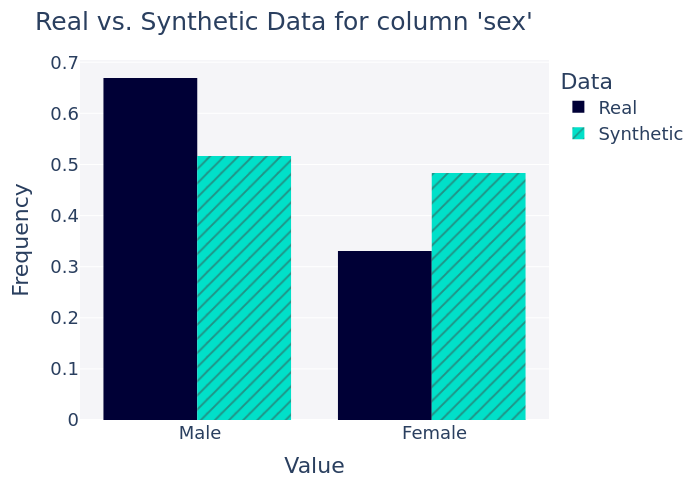 Real vs. Synthetic Data for column 'sex'
Data
Real
Synthetic
Frequency
0.7
0.6
0.5
0.4
0.3
0.2
0.1
0
Male
Female
Value